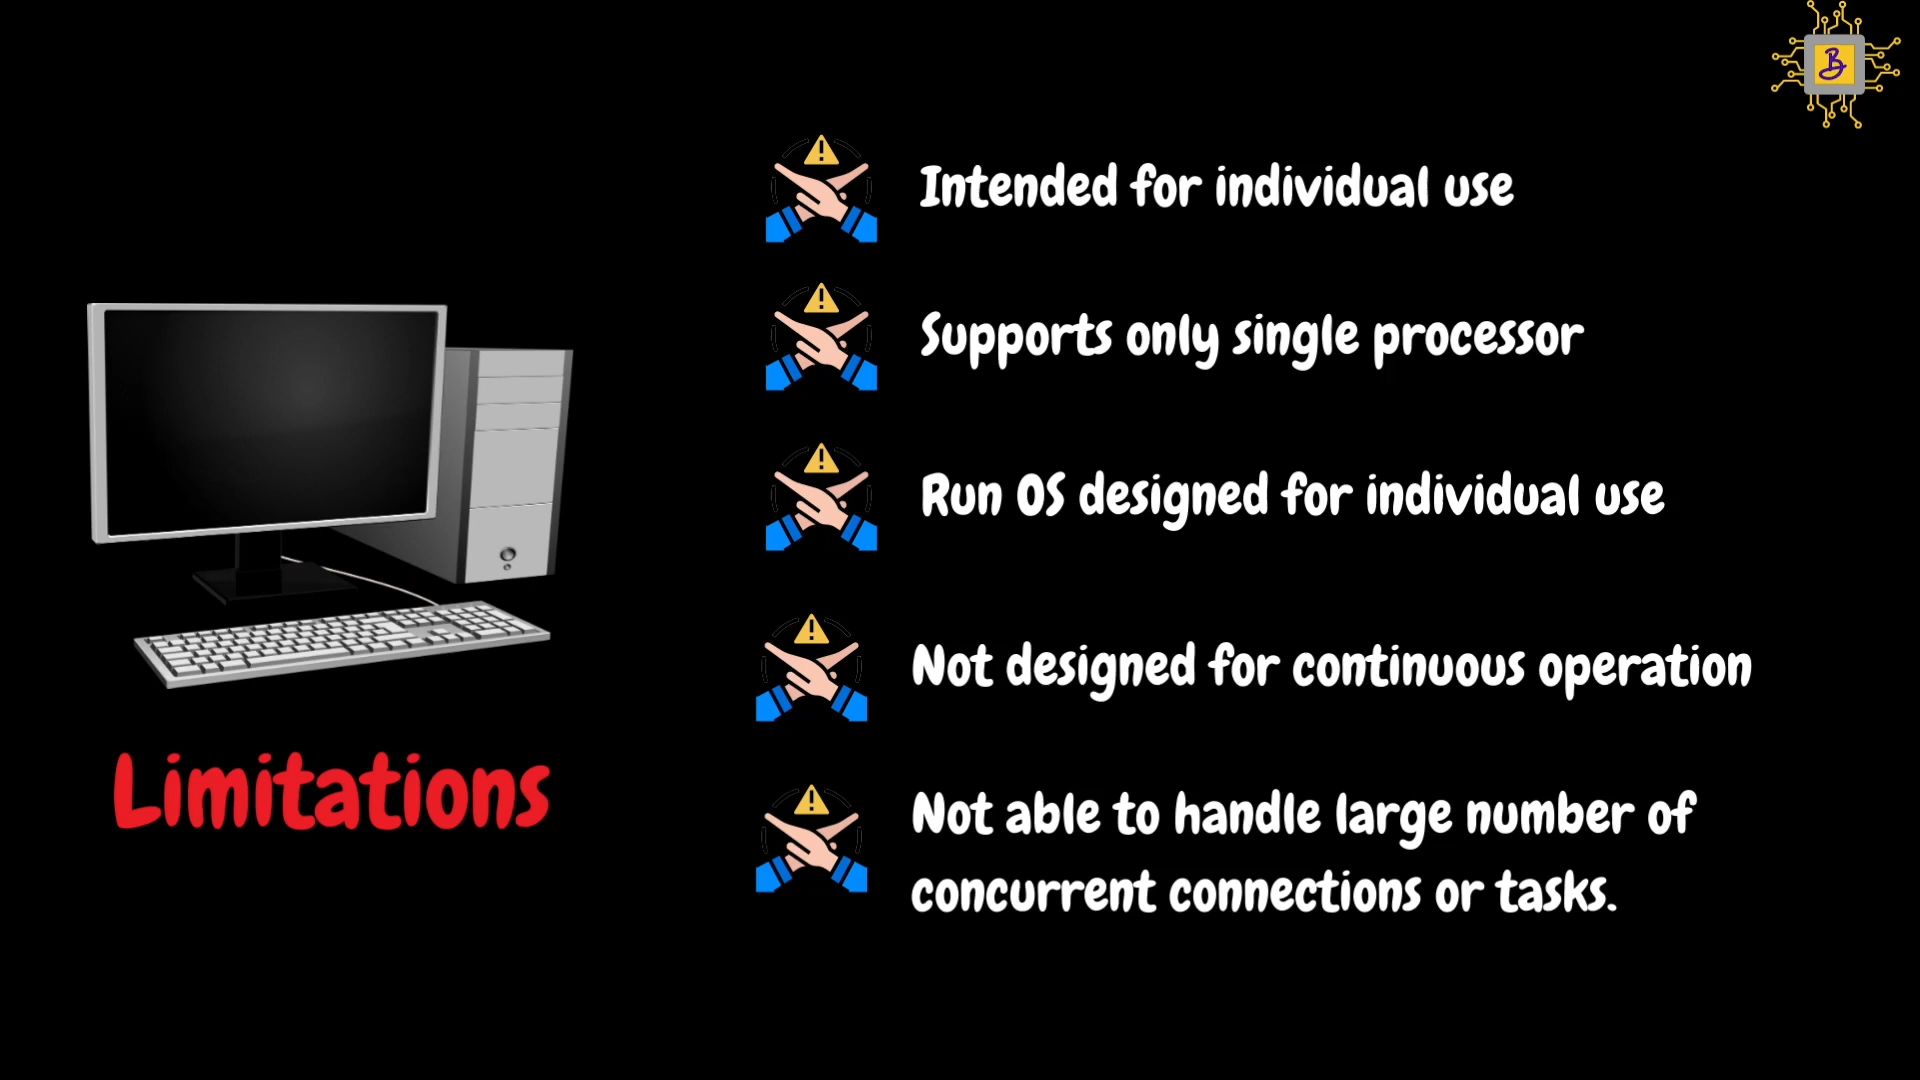 B
Intended for individual use
Supports only single processor
Run OS designed for individual use
Not designed for continuous operation
Limitations
Not able to handle large number of
concurrent connections or tasks.